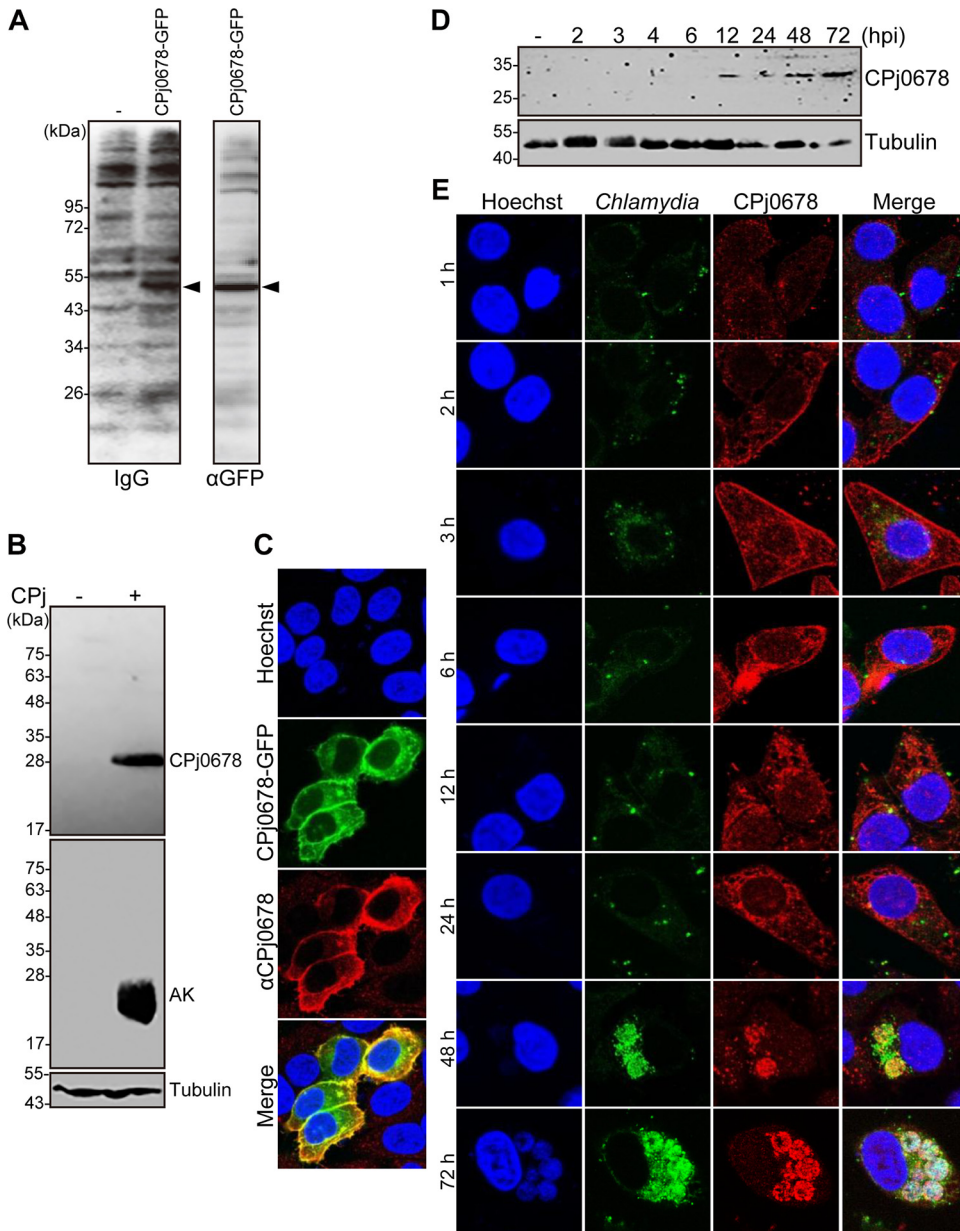 A
-
CPj0678-GFP
CPj0678-GFP
(kDa)
95-
72-
55-
43-
34-
26-
IgG
αGFP
B
CPj - +
(kDa)
75-
63-
48-
35-
28-
17-
CPj0678
75-
63-
48-
35-
28-
17-
AK
55-
43-
Tubulin
C
Hoechst
CPj0678-GFP
αCPj0678
Merge
D
- 2 3 4 6 12 24 48 72 (hpi)
35-
25-
CPj0678
55-
40-
Tubulin
E
Hoechst Chlamydia CPj0678 Merge
1 h
2 h
3 h
6 h
12 h
24 h
48 h
72 h